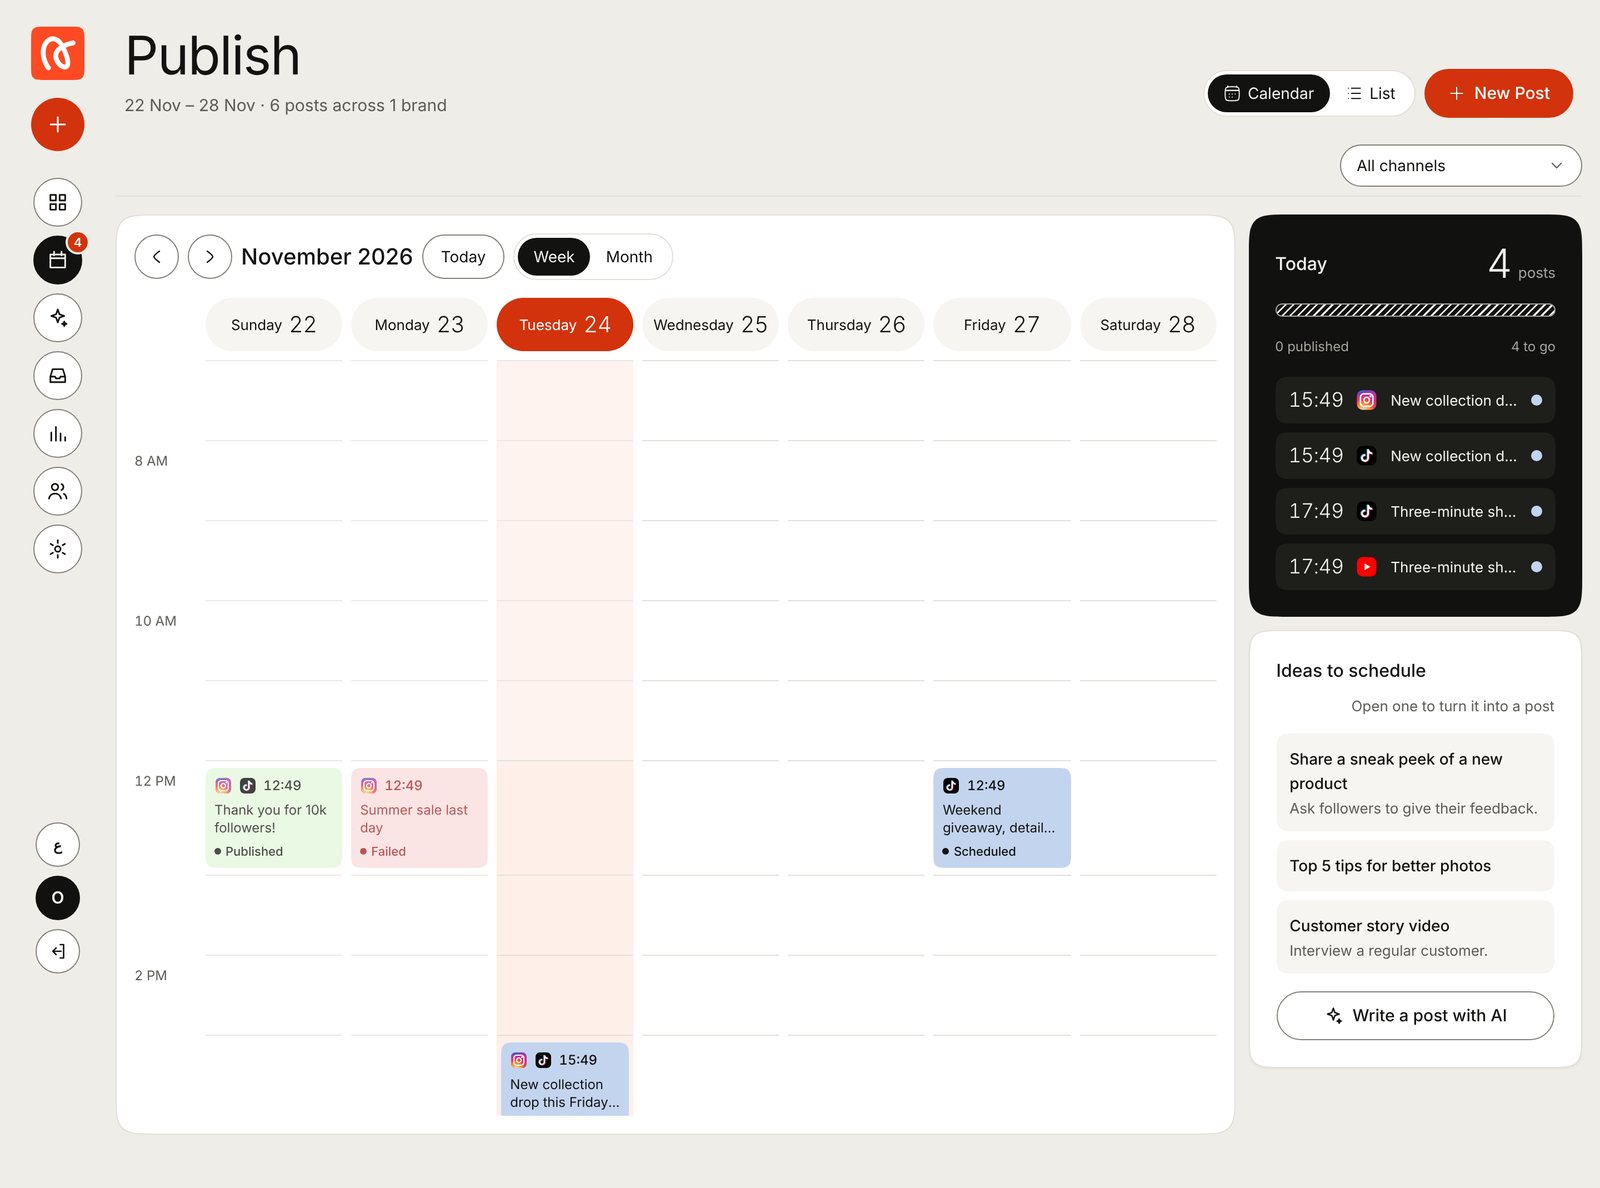 Publish
22 Nov – 28 Nov · 6 posts across 1 brand
Calendar
List
New Post
All channels
4
ع
O
November 2026
Today
Week
Month
Sunday 22
Monday 23
Tuesday 24
Wednesday 25
Thursday 26
Friday 27
Saturday 28
8 AM
10 AM
12 PM
2 PM
12:49
Thank you for 10k
followers!
Published
12:49
Summer sale last
day
Failed
15:49
New collection
drop this Friday...
12:49
Weekend
giveaway, detail...
Scheduled
Today
4 posts
0 published
4 to go
15:49 New collection d...
15:49 New collection d...
17:49 Three-minute sh...
17:49 Three-minute sh...
Ideas to schedule
Open one to turn it into a post
Share a sneak peek of a new
product
Ask followers to give their feedback.
Top 5 tips for better photos
Customer story video
Interview a regular customer.
Write a post with AI